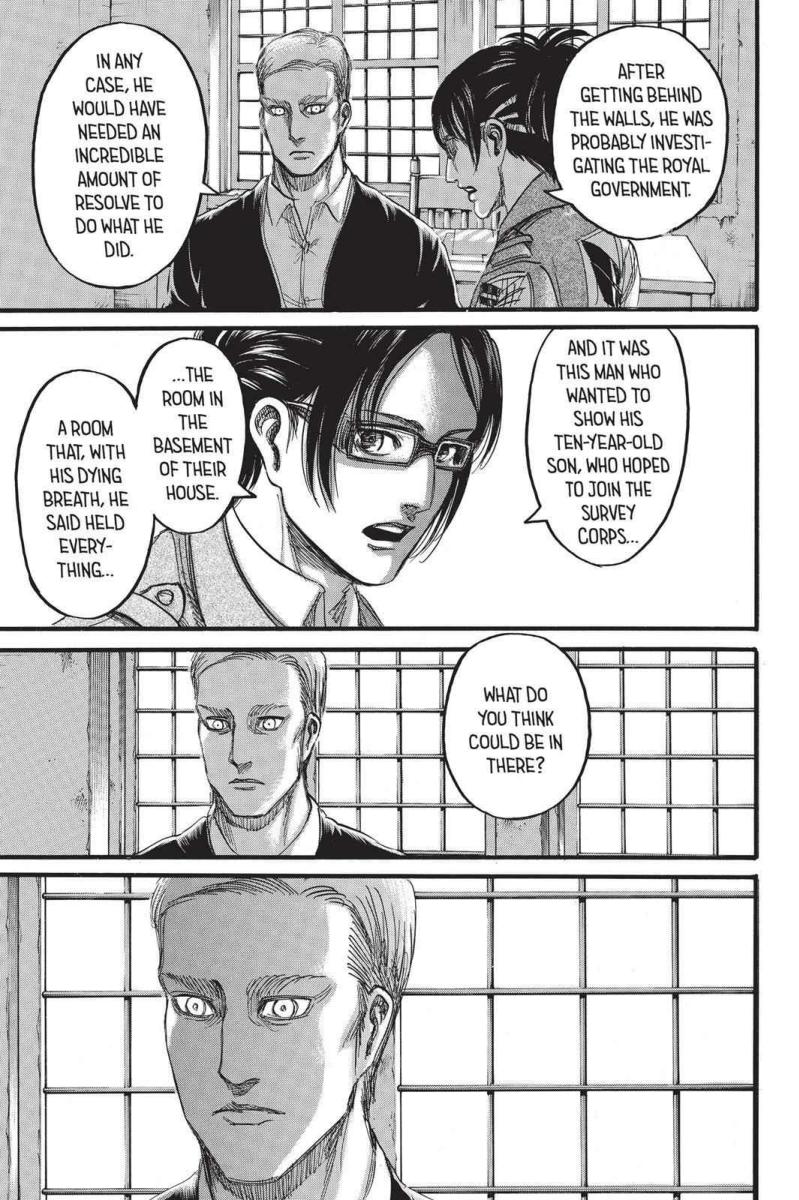 AFTER
GETTING BEHIND
THE WALLS, HE WAS
PROBABLY INVESTI-
GATING THE ROYAL
GOVERNMENT.
IN ANY
CASE, HE
WOULD HAVE
NEEDED AN
INCREDIBLE
AMOUNT OF
RESOLVE TO
DO WHAT HE
DID.
AND IT WAS
THIS MAN WHO
WANTED TO
SHOW HIS
TEN-YEAR-OLD
SON, WHO HOPED
TO JOIN THE
SURVEY
CORPS...
...THE
ROOM IN
THE
BASEMENT
OF THEIR
HOUSE.
A ROOM
THAT, WITH
HIS DYING
BREATH, HE
SAID HELD
EVERY-
THING...
WHAT DO
YOU THINK
COULD BE IN
THERE?